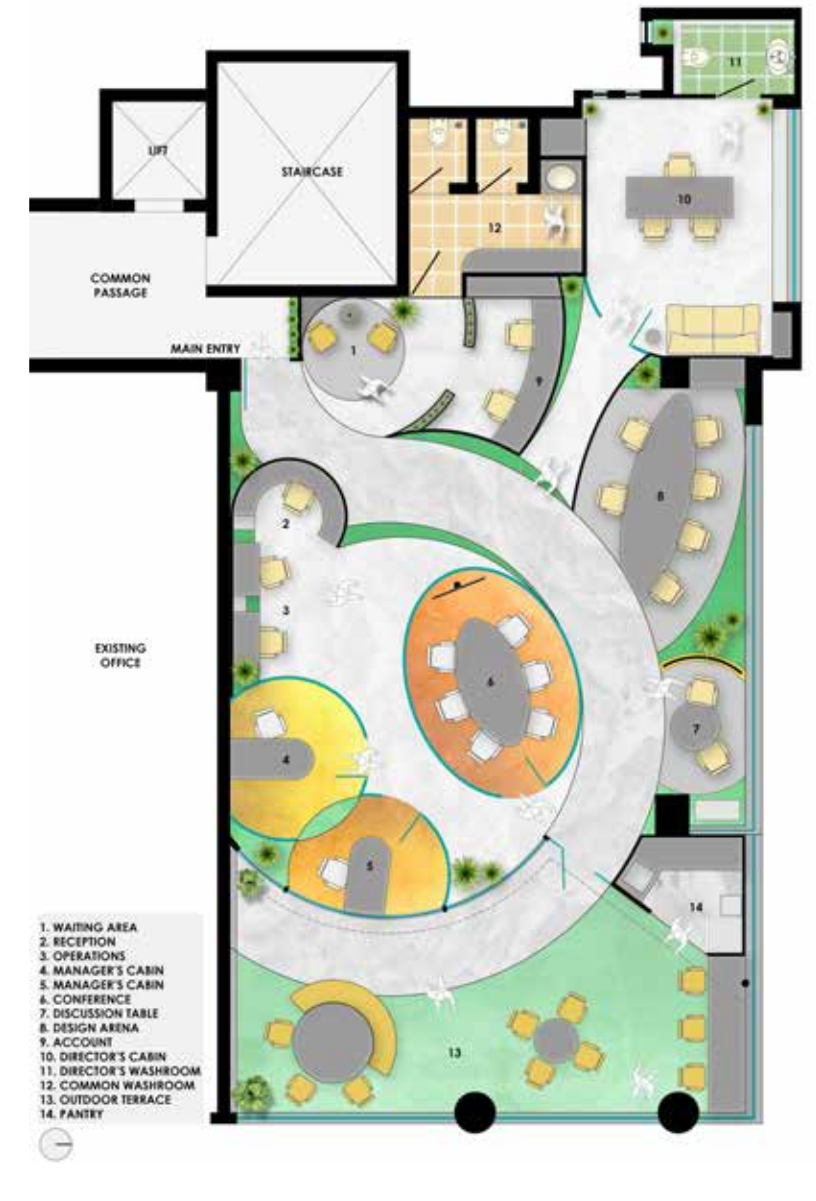 11
LIFT
STAIRCASE
10
12
COMMON
PASSAGE
MAIN ENTRY
1
9
8
2
3
EXISTING
OFFICE
6
7
4
5
14
13
1. WAITING AREA
2. RECEPTION
3. OPERATIONS
4. MANAGER'S CABIN
5. MANAGER'S CABIN
6. CONFERENCE
7. DISCUSSION TABLE
8. DESIGN ARENA
9. ACCOUNT
10. DIRECTOR'S CABIN
11. DIRECTOR'S WASHROOM
12. COMMON WASHROOM
13. OUTDOOR TERRACE
14. PANTRY